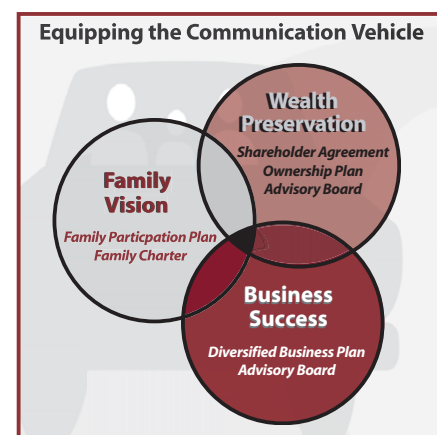 Equipping the Communication Vehicle
Wealth
Preservation
Shareholder Agreement
Ownership Plan
Advisory Board
Family
Vision
Family Particpation Plan
Family Charter
Business
Success
Diversified Business Plan
Advisory Board